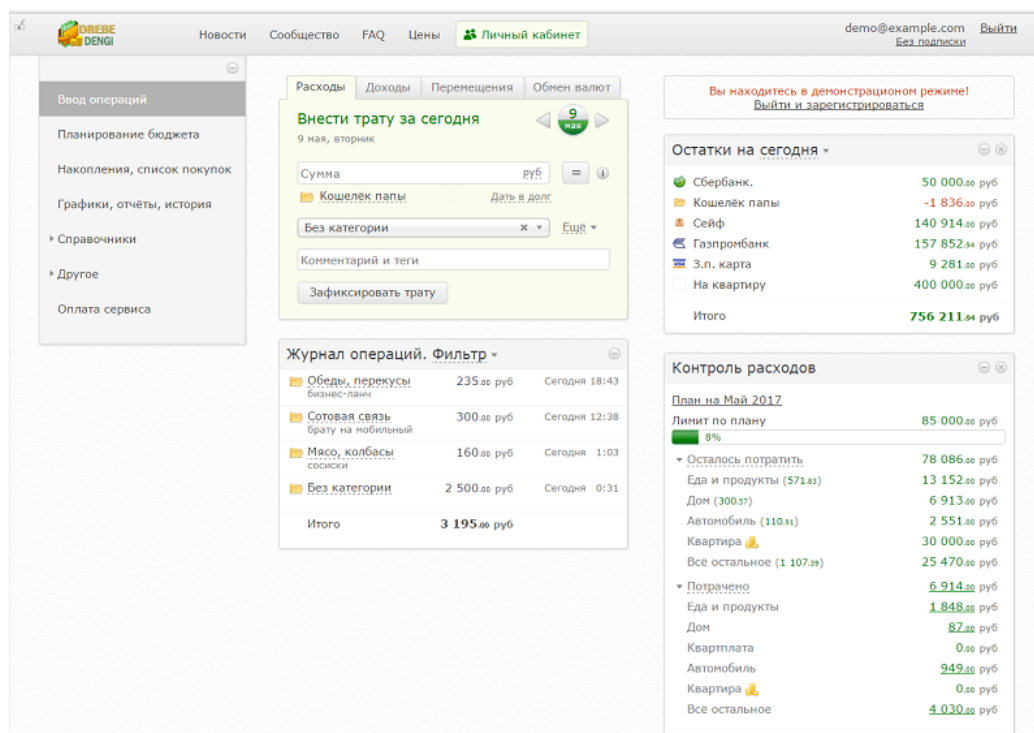 DREBE
DENGI
Новости Сообщество FAQ Цены Личный кабинет
demo@example.com Выйти
Без подписки
Ввод операций
Планирование бюджета
Накопления, список покупок
Графики, отчёты, история
Справочники
Другое
Оплата сервиса
Расходы Доходы Перемещения Обмен валют
Внести трату за сегодня
9 мая, вторник
9
мая
Сумма руб =
Кошелёк папы Дать в долг
Без категории Ещё
Комментарий и теги
Зафиксировать трату
Журнал операций. Фильтр
Обеды, перекусы 235.00 руб Сегодня 18:43
бизнес-ланч
Сотовая связь 300.00 руб Сегодня 12:38
брату на мобильный
Мясо, колбасы 160.00 руб Сегодня 1:03
сосиски
Без категории 2 500.00 руб Сегодня 0:31
Итого 3 195.00 руб
Вы находитесь в демонстрационом режиме!
Выйти и зарегистрироваться
Остатки на сегодня
Сбербанк. 50 000.00 руб
Кошелёк папы -1 836.00 руб
Сейф 140 914.00 руб
Газпромбанк 157 852.94 руб
З.п. карта 9 281.00 руб
На квартиру 400 000.00 руб
Итого 756 211.94 руб
Контроль расходов
План на Май 2017
Лимит по плану 85 000.00 руб
8%
Осталось потратить 78 086.00 руб
Еда и продукты (571.83) 13 152.00 руб
Дом (300.57) 6 913.00 руб
Автомобиль (110.91) 2 551.00 руб
Квартира 30 000.00 руб
Всё остальное (1 107.39) 25 470.00 руб
Потрачено 6 914.00 руб
Еда и продукты 1 848.00 руб
Дом 87.00 руб
Квартплата 0.00 руб
Автомобиль 949.00 руб
Квартира 0.00 руб
Всё остальное 4 030.00 руб